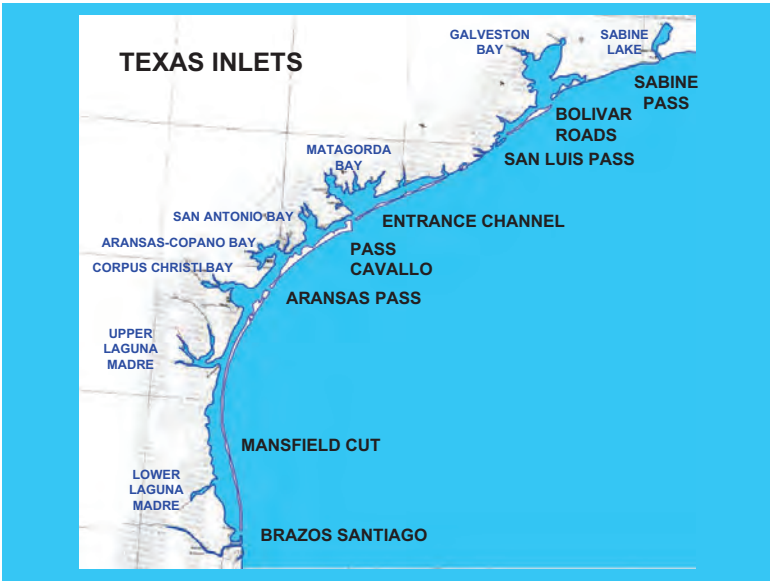 TEXAS INLETS
GALVESTON
BAY
SABINE
LAKE
SABINE
PASS
BOLIVAR
ROADS
SAN LUIS PASS
MATAGORDA
BAY
SAN ANTONIO BAY
ENTRANCE CHANNEL
ARANSAS-COPANO BAY
PASS
CAVALLO
CORPUS CHRISTI BAY
ARANSAS PASS
UPPER
LAGUNA
MADRE
MANSFIELD CUT
LOWER
LAGUNA
MADRE
BRAZOS SANTIAGO